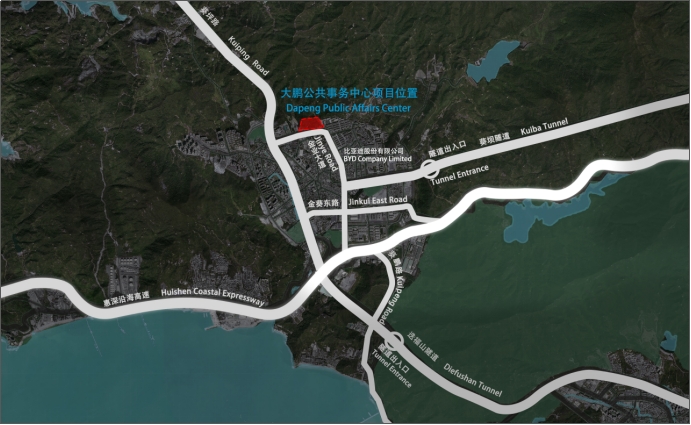 葵坪路 Kuiping Road
大鹏公共事务中心项目位置
Dapeng Public Affairs Center
Jinye Road
金业大道
比亚迪股份有限公司
BYD Company Limited
隧道出入口
Tunnel Entrance
葵坝隧道 Kuiba Tunnel
金葵东路 Jinkui East Road
惠深沿海高速 Huishen Coastal Expressway
葵鹏路 Kuipeng Road
迭福山隧道 Diefushan Tunnel
隧道出入口
Tunnel Entrance